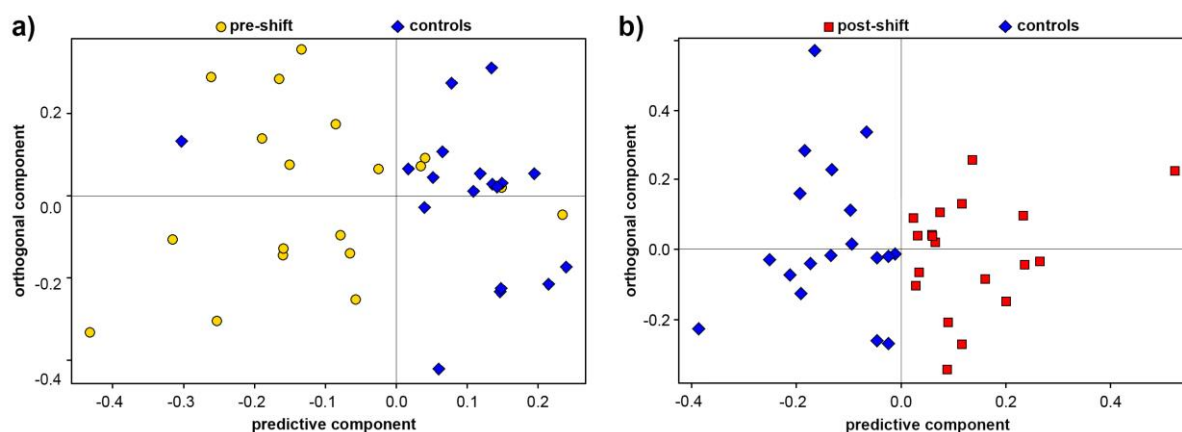 a)
pre-shift controls
orthogonal component
0.2
0.0
-0.2
-0.4
-0.4 -0.3 -0.2 -0.1 0.0 0.1 0.2
predictive component
b)
post-shift controls
orthogonal component
0.4
0.2
0.0
-0.2
-0.4 -0.2 0.0 0.2 0.4
predictive component